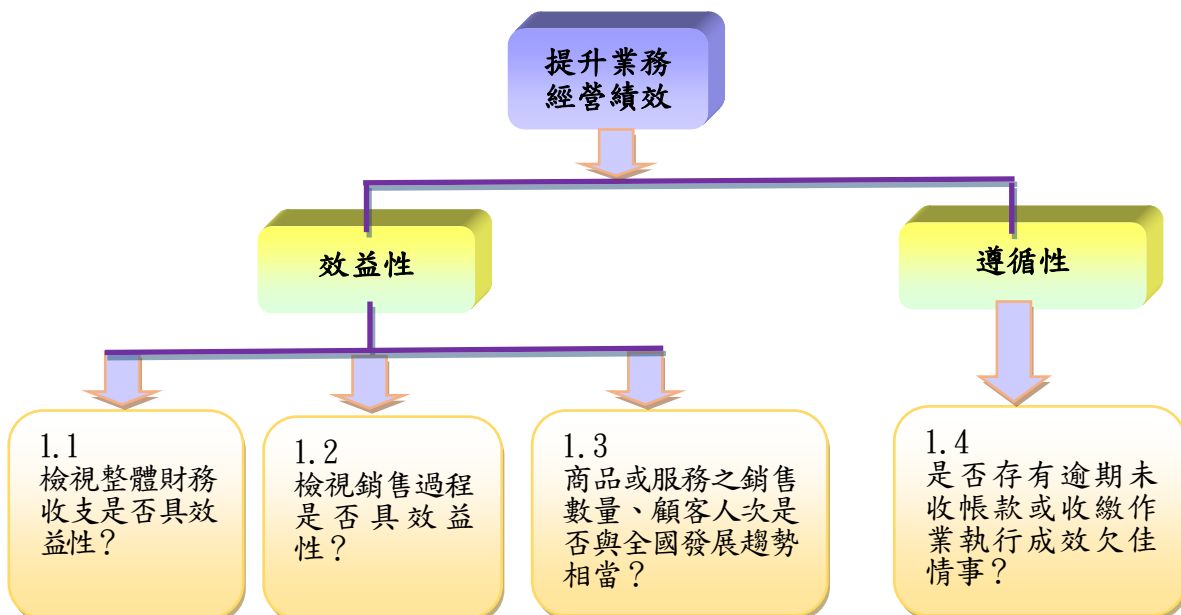 提升業務
經營績效
效益性
遵循性
1.1
檢視整體財務
收支是否具效
益性？
1.2
檢視銷售過程
是否具效益
性？
1.3
商品或服務之銷售
數量、顧客人次是
否與全國發展趨勢
相當？
1.4
是否存有逾期未
收帳款或收繳作
業執行成效欠佳
情事？